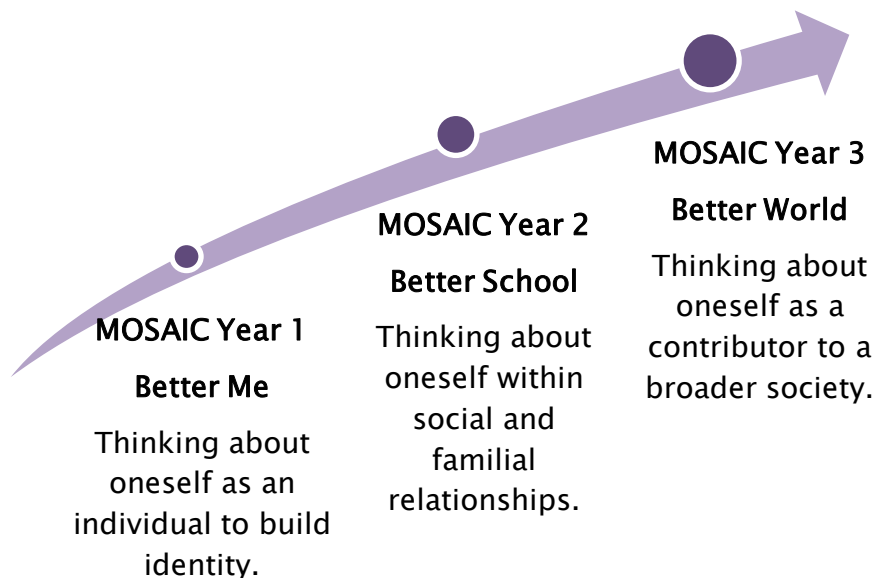 MOSAIC Year 1
Better Me
Thinking about
oneself as an
individual to build
identity.
MOSAIC Year 2
Better School
Thinking about
oneself within
social and
familial
relationships.
MOSAIC Year 3
Better World
Thinking about
oneself as a
contributor to a
broader society.